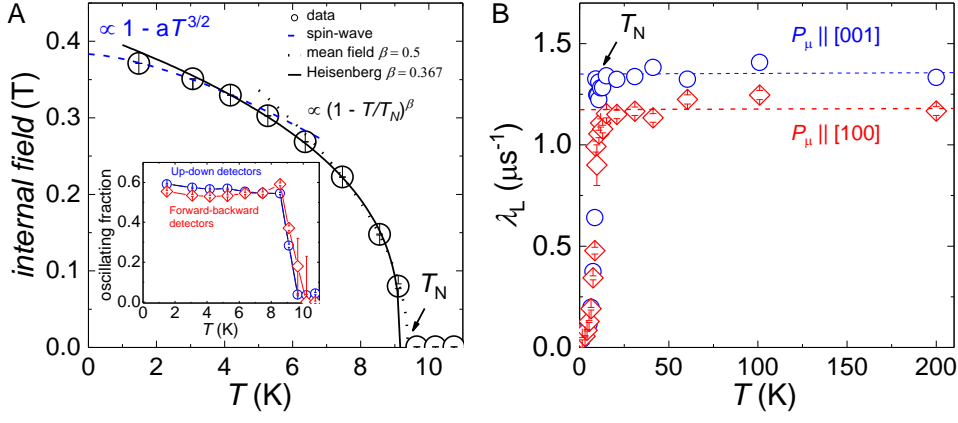 A
∝ 1 - aT^3/2
data
spin-wave
mean field β = 0.5
Heisenberg β = 0.367
∝ (1 - T/T_N)^β
internal field (T)
0.4
0.3
0.2
0.1
0.0
oscillating fraction
0.6
0.4
0.2
0.0
Up-down detectors
Forward-backward
detectors
2 4 6 8 10
T (K)
T_N
0 2 4 6 8 10
T (K)
B
T_N
P_μ || [001]
P_μ || [100]
λ_L (μs^-1)
1.5
1.0
0.5
0.0
0 50 100 150 200
T (K)